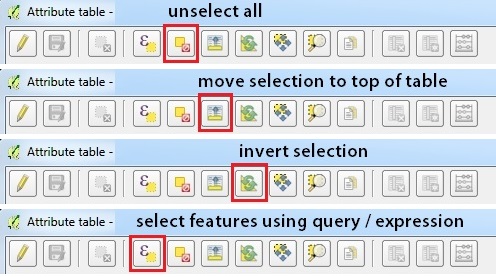 unselect all
Attribute table -
move selection to top of table
Attribute table -
invert selection
Attribute table -
select features using query / expression
Attribute table -
ε